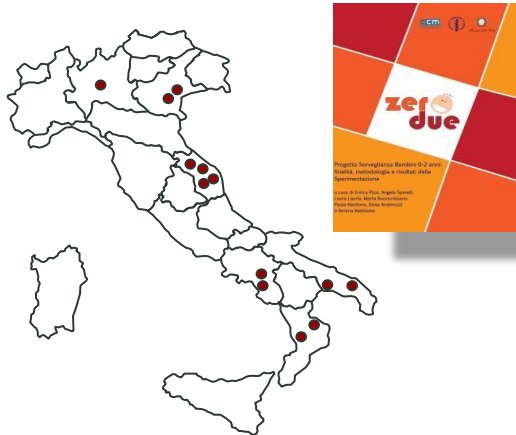 ccm
zero
due
Progetto Sorveglianza Bambini 0-2 anni:
finalità, metodologia e risultati della
Sperimentazione
a cura di Enrica Pizzi, Angela Spinelli,
Laura Lauria, Marta Buoncristiano,
Paola Nardone, Silvia Andreozzi
e Serena Battilomo